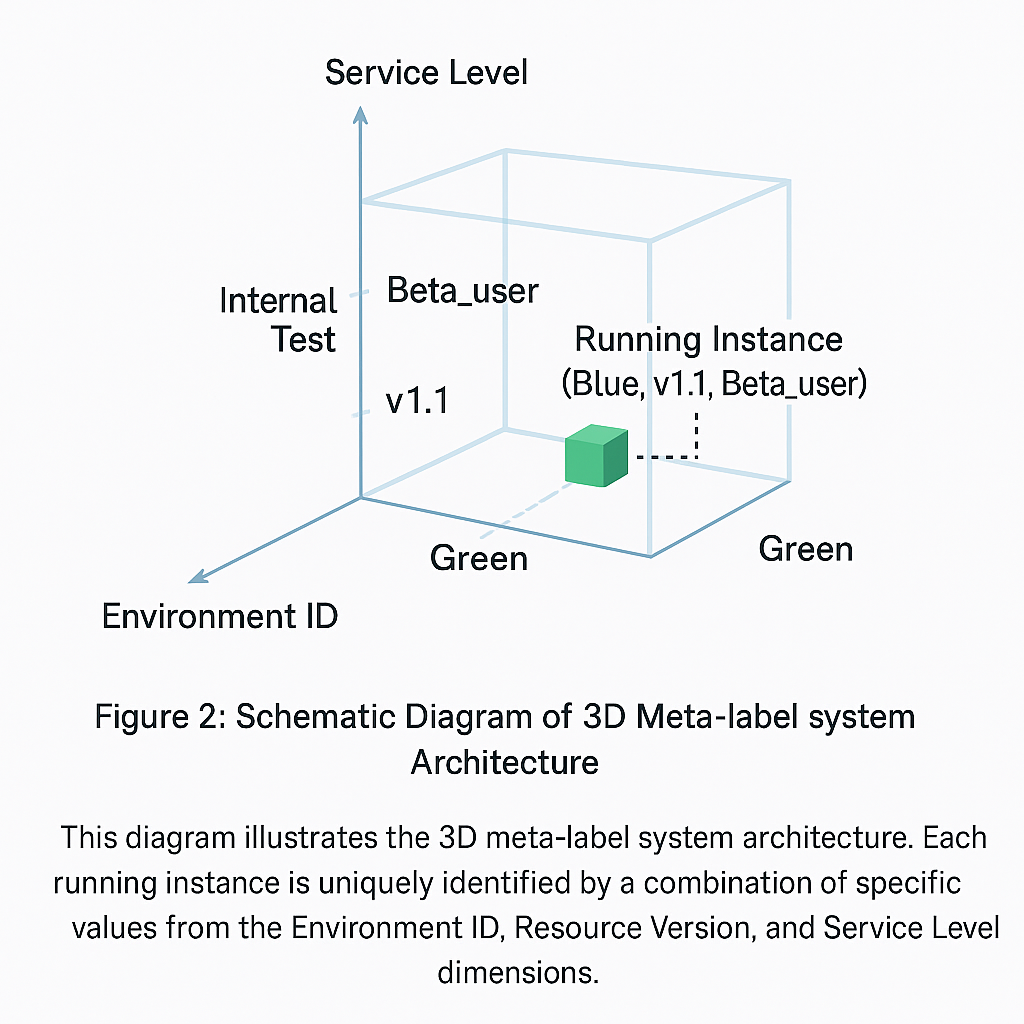 Service Level
Internal
Test
Beta_user
v1.1
Running Instance
(Blue, v1.1, Beta_user)
Green
Green
Environment ID
Figure 2: Schematic Diagram of 3D Meta-label system
Architecture
This diagram illustrates the 3D meta-label system architecture. Each
running instance is uniquely identified by a combination of specific
values from the Environment ID, Resource Version, and Service Level
dimensions.